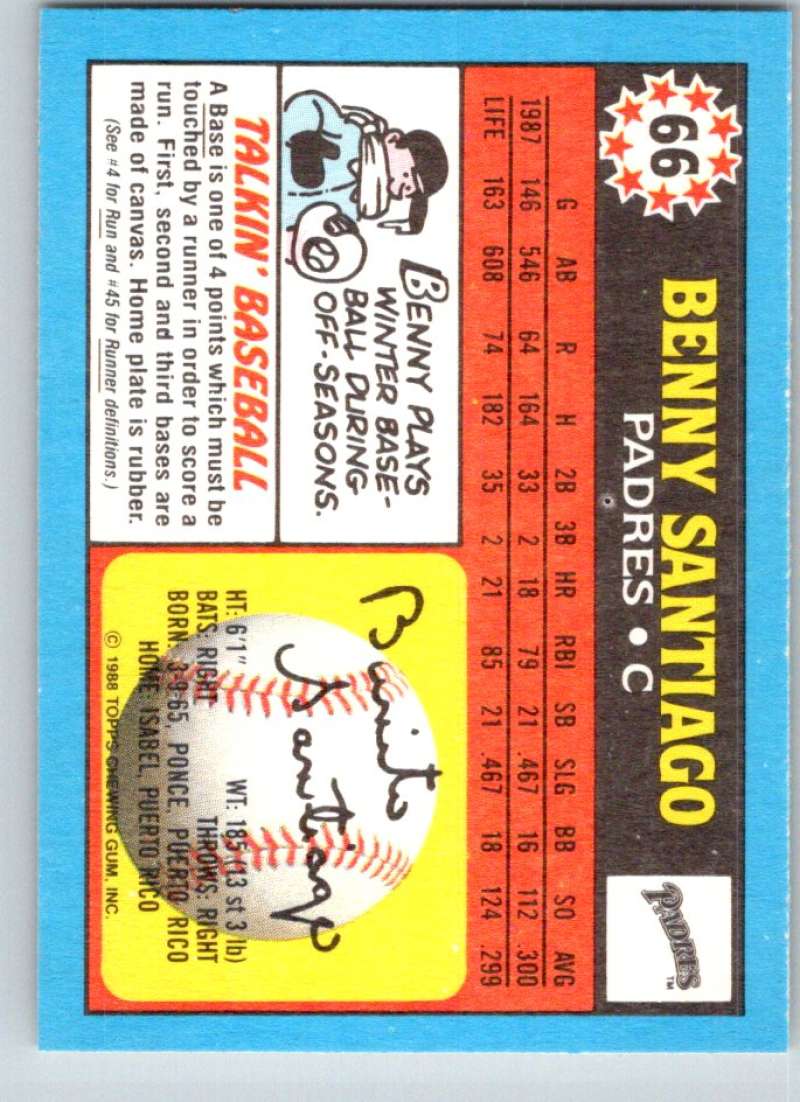 66
BENNY SANTIAGO
PADRES • C
PADRES™
G AB R H 2B 3B HR RBI SB SLG BB SO AVG
1987 146 546 64 164 33 2 18 79 21 .467 16 112 .300
LIFE 163 608 74 182 35 2 21 85 21 .467 18 124 .299
BENNY PLAYS
WINTER BASE-
BALL DURING
OFF-SEASONS.
TALKIN' BASEBALL
A Base is one of 4 points which must be
touched by a runner in order to score a
run. First, second and third bases are
made of canvas. Home plate is rubber.
(See #4 for Run and #45 for Runner definitions.)
Benito
Santiago
HT: 6'1" WT: 185 (13 st 3 lb)
BATS: RIGHT THROWS: RIGHT
BORN: 3-9-65, PONCE, PUERTO RICO
HOME: ISABEL, PUERTO RICO
© 1988 TOPPS CHEWING GUM, INC.